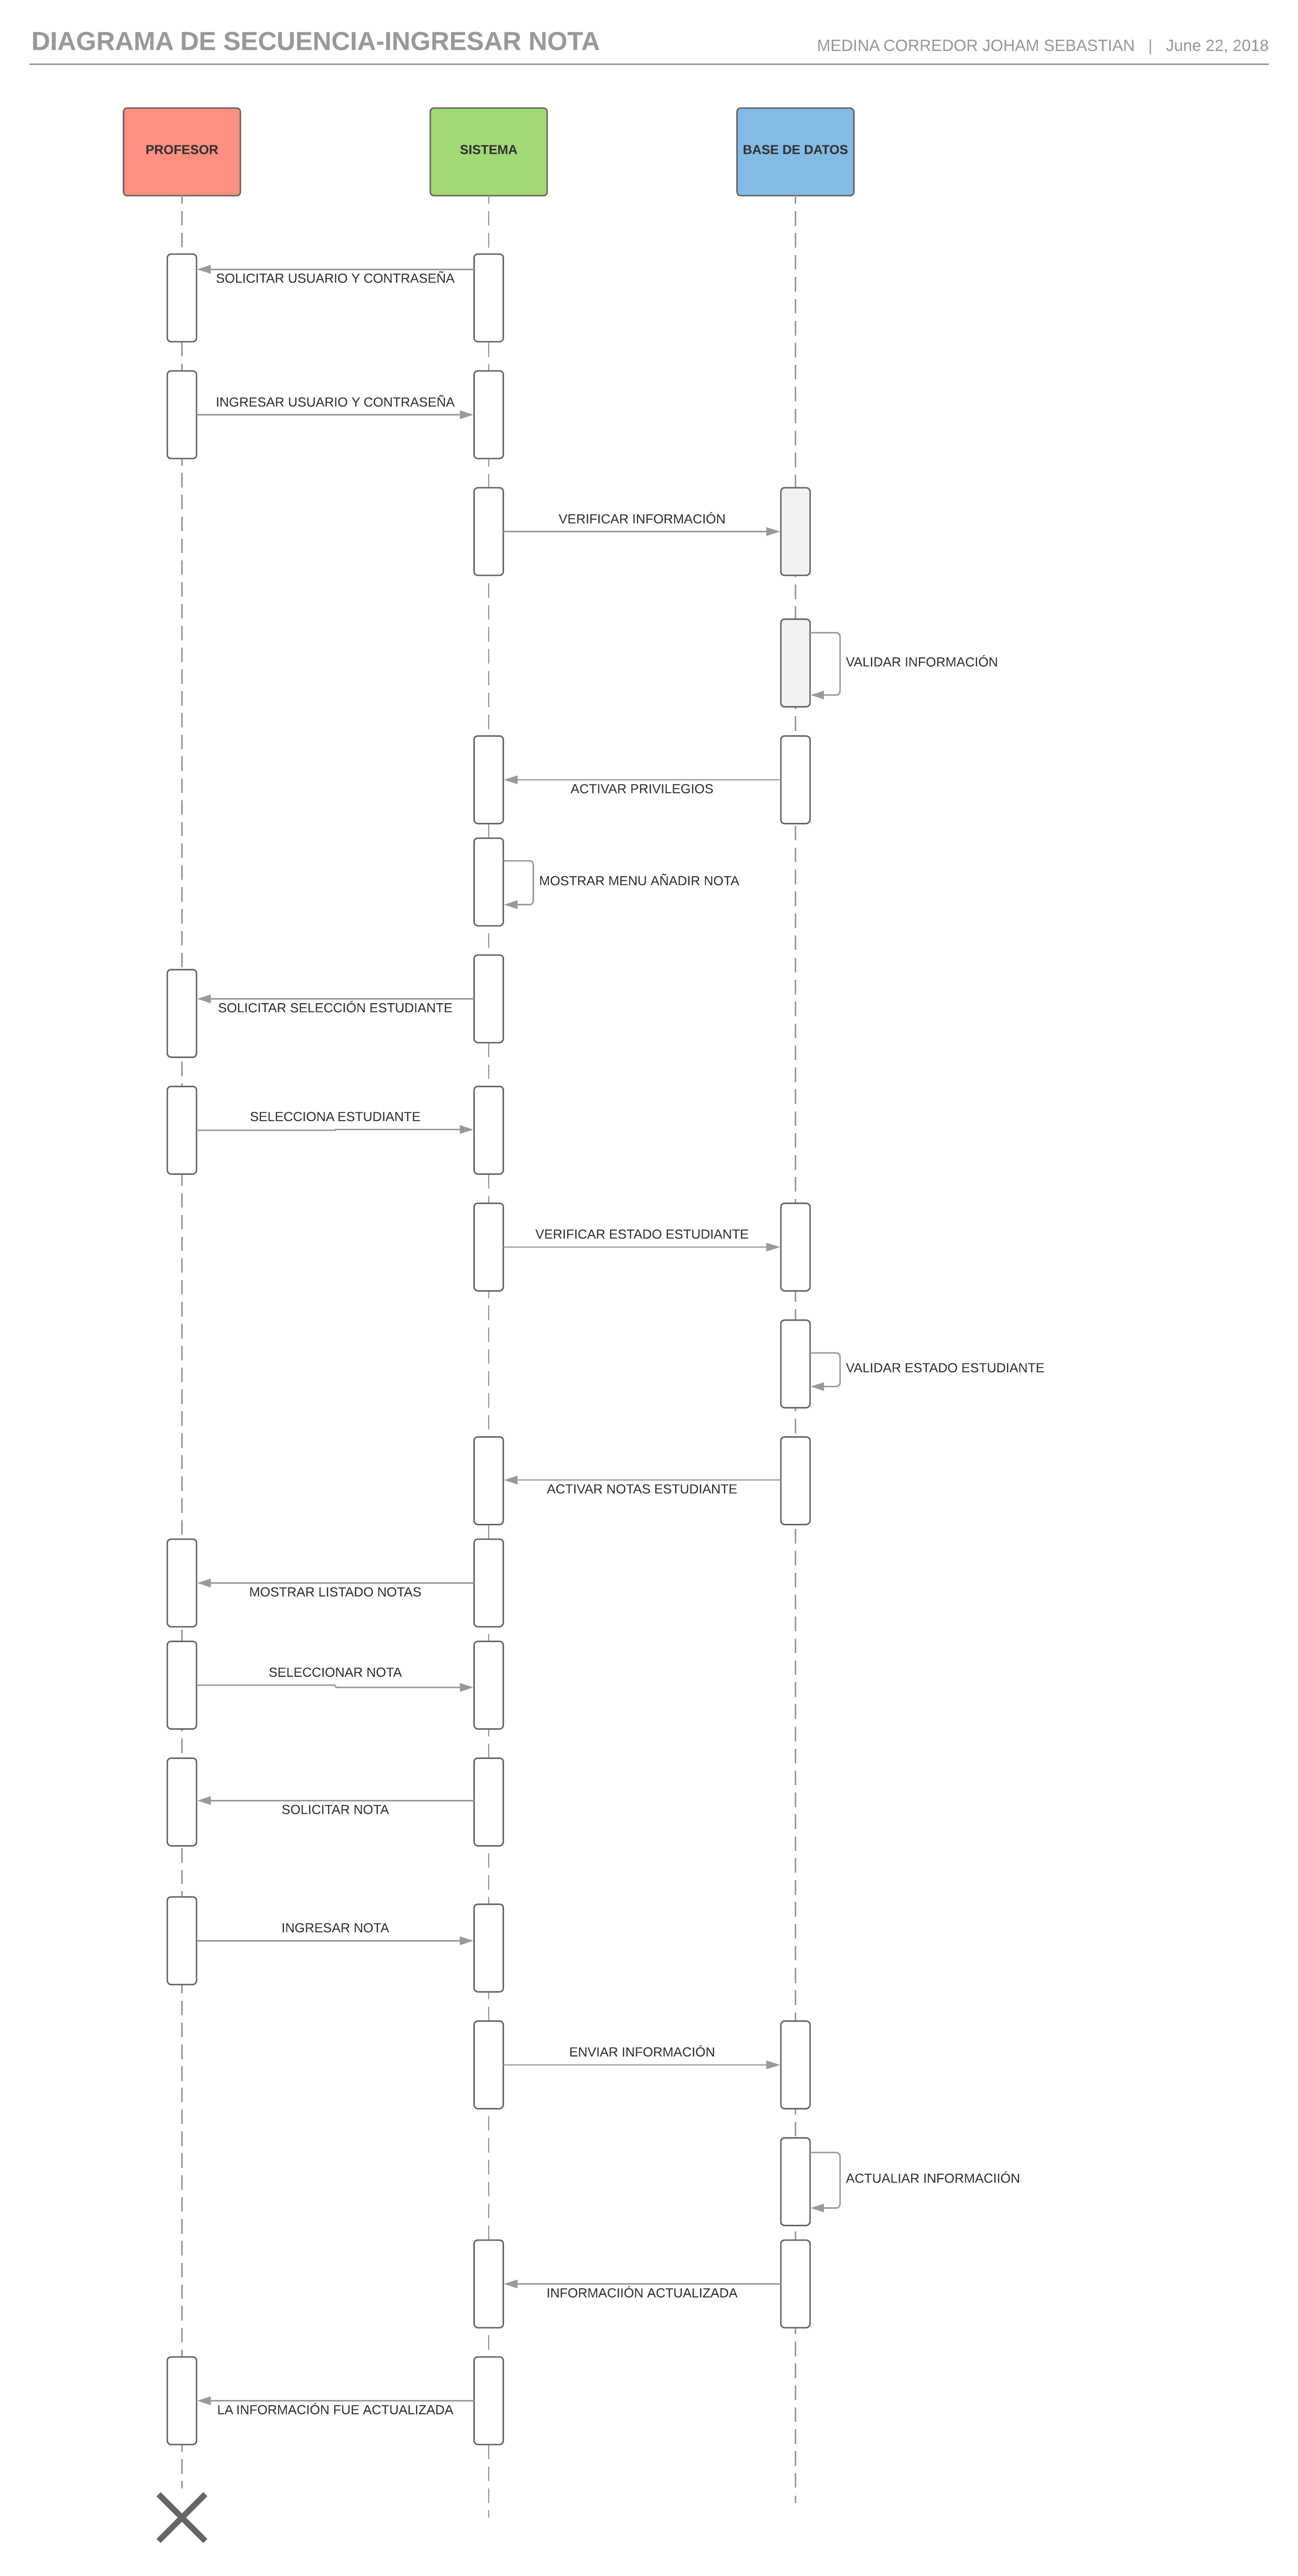 DIAGRAMA DE SECUENCIA-INGRESAR NOTA
MEDINA CORREDOR JOHAM SEBASTIAN | June 22, 2018
PROFESOR
SISTEMA
BASE DE DATOS
SOLICITAR USUARIO Y CONTRASEÑA
INGRESAR USUARIO Y CONTRASEÑA
VERIFICAR INFORMACIÓN
VALIDAR INFORMACIÓN
ACTIVAR PRIVILEGIOS
MOSTRAR MENU AÑADIR NOTA
SOLICITAR SELECCIÓN ESTUDIANTE
SELECCIONA ESTUDIANTE
VERIFICAR ESTADO ESTUDIANTE
VALIDAR ESTADO ESTUDIANTE
ACTIVAR NOTAS ESTUDIANTE
MOSTRAR LISTADO NOTAS
SELECCIONAR NOTA
SOLICITAR NOTA
INGRESAR NOTA
ENVIAR INFORMACIÓN
ACTUALIAR INFORMACIIÓN
INFORMACIIÓN ACTUALIZADA
LA INFORMACIÓN FUE ACTUALIZADA